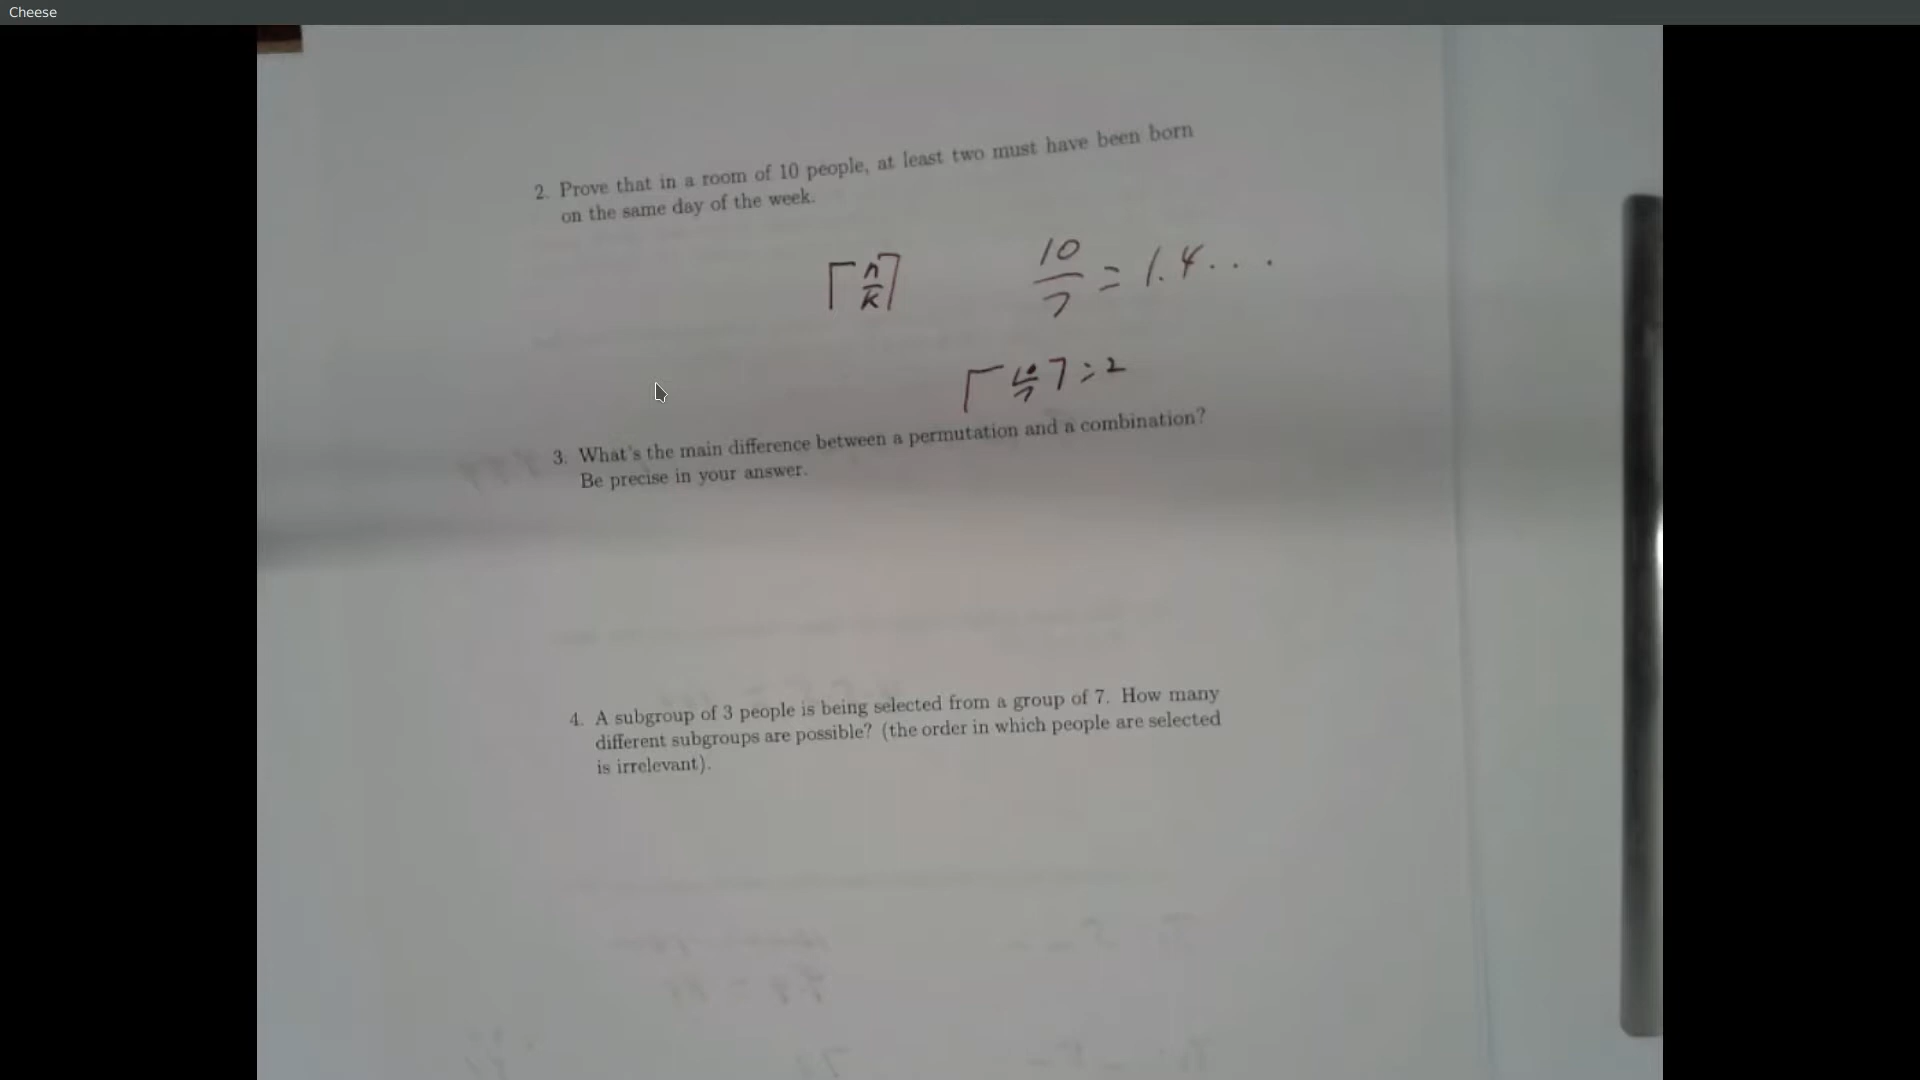 Cheese
2. Prove that in a room of 10 people, at least two must have been born
on the same day of the week.
⌈n/k⌉ 10/7 = 1.4 . . .
⌈10/7⌉ = 2
3. What's the main difference between a permutation and a combination?
Be precise in your answer.
4. A subgroup of 3 people is being selected from a group of 7. How many
different subgroups are possible? (the order in which people are selected
is irrelevant).